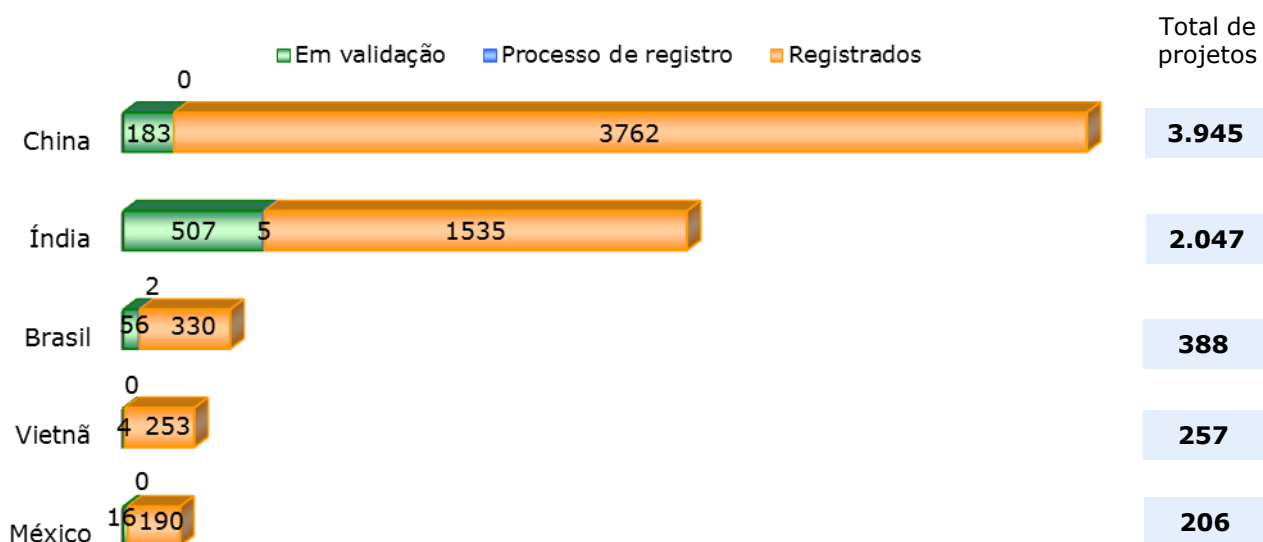 Total de
projetos
Em validação Processo de registro Registrados
0
China 183 3762 3.945
Índia 507 5 1535 2.047
2
Brasil 56 330 388
0
Vietnã 4 253 257
0
México 16 190 206